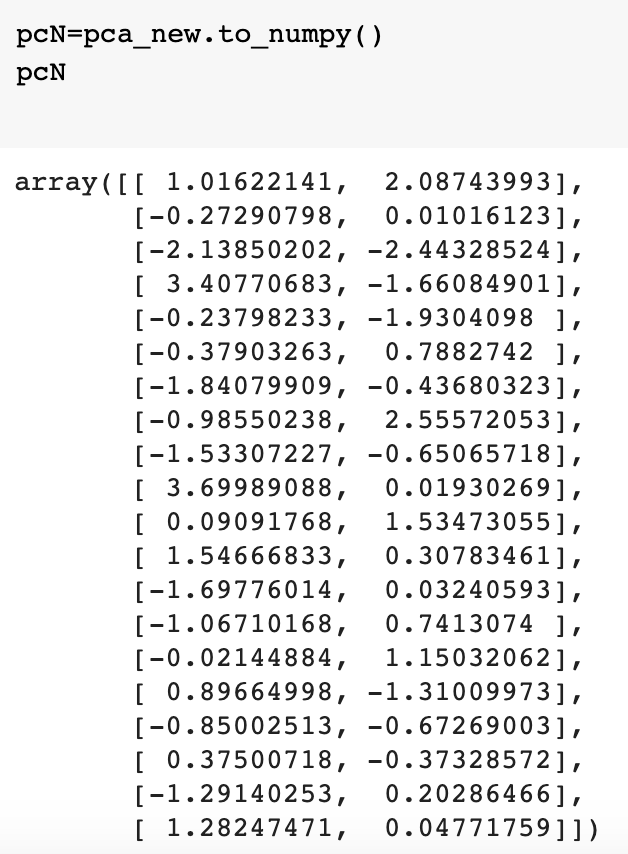 pcN=pca_new.to_numpy()
pcN
array([[ 1.01622141,  2.08743993],
       [-0.27290798,  0.01016123],
       [-2.13850202, -2.44328524],
       [ 3.40770683, -1.66084901],
       [-0.23798233, -1.9304098 ],
       [-0.37903263,  0.7882742 ],
       [-1.84079909, -0.43680323],
       [-0.98550238,  2.55572053],
       [-1.53307227, -0.65065718],
       [ 3.69989088,  0.01930269],
       [ 0.09091768,  1.53473055],
       [ 1.54666833,  0.30783461],
       [-1.69776014,  0.03240593],
       [-1.06710168,  0.7413074 ],
       [-0.02144884,  1.15032062],
       [ 0.89664998, -1.31009973],
       [-0.85002513, -0.67269003],
       [ 0.37500718, -0.37328572],
       [-1.29140253,  0.20286466],
       [ 1.28247471,  0.04771759]])